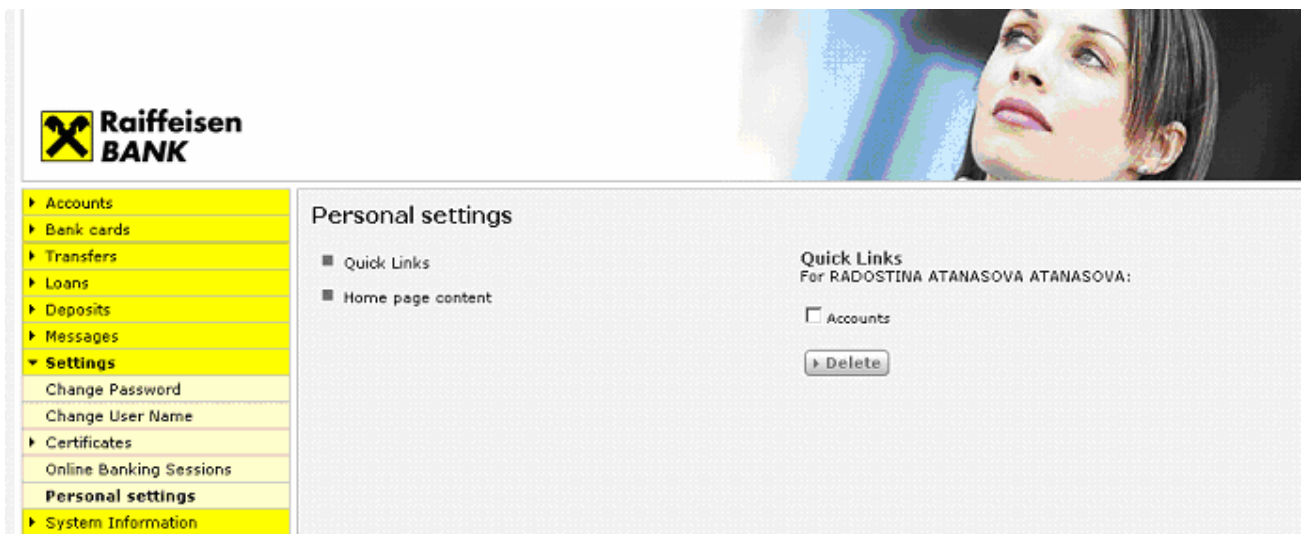 Raiffeisen
BANK
Accounts
Bank cards
Transfers
Loans
Deposits
Messages
Settings
Change Password
Change User Name
Certificates
Online Banking Sessions
Personal settings
System Information
Personal settings
Quick Links
Home page content
Quick Links
For RADOSTINA ATANASOVA ATANASOVA:
Accounts
Delete